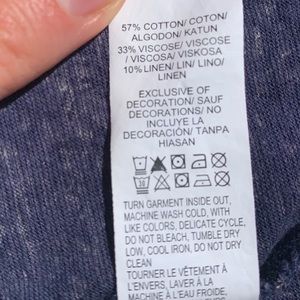 57% COTTON/ COTON/
ALGODON/ KATUN
33% VISCOSE/ VISCOSE
/ VISCOSA/ VISKOSA
10% LINEN/ LIN/ LINO/
LINEN
EXCLUSIVE OF
DECORATION/ SAUF
DECORATIONS/ NO
INCLUYE LA
DECORACIÓN/ TANPA
HIASAN
30
TURN GARMENT INSIDE OUT,
MACHINE WASH COLD, WITH
LIKE COLORS, DELICATE CYCLE,
DO NOT BLEACH, TUMBLE DRY
LOW, COOL IRON, DO NOT DRY
CLEAN
TOURNER LE VÊTEMENT À
L'ENVERS, LAVER À LA
MACHINE À L'EAU FROIDE,